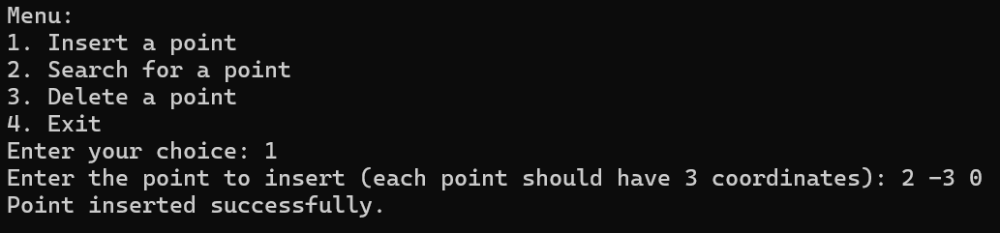 Menu:
1. Insert a point
2. Search for a point
3. Delete a point
4. Exit
Enter your choice: 1
Enter the point to insert (each point should have 3 coordinates): 2 -3 0
Point inserted successfully.